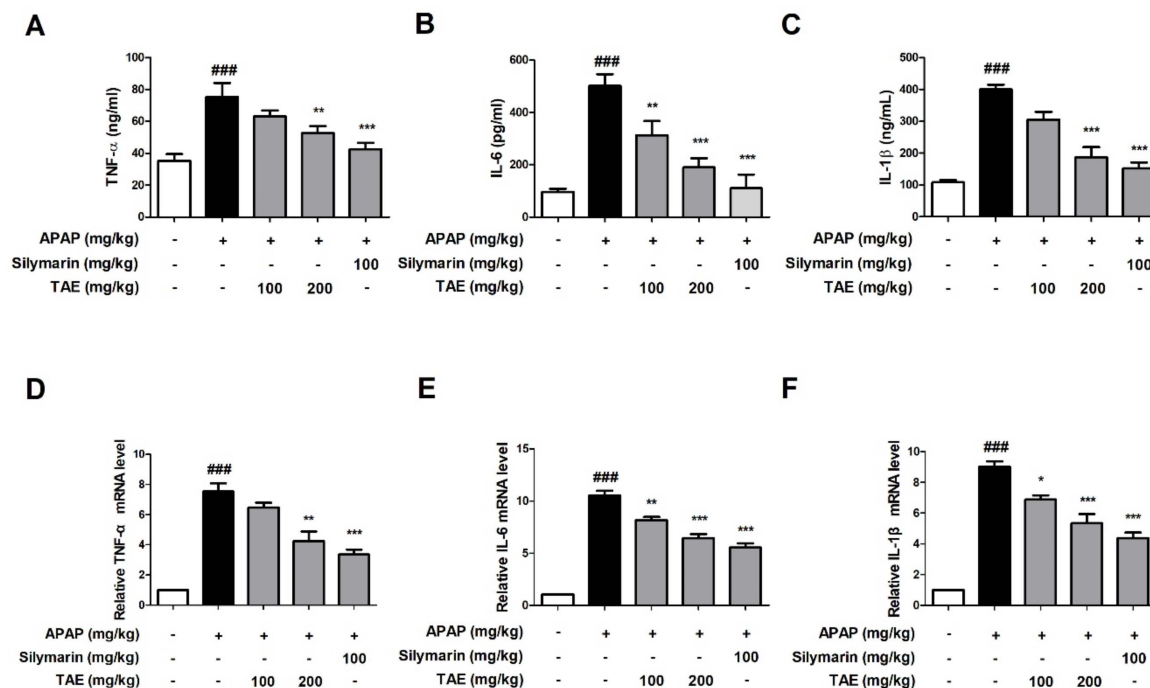 A
TNF-α (ng/ml)
100
80
60
40
20
0
###
**
***
APAP (mg/kg) - + + + +
Silymarin (mg/kg) - - - - 100
TAE (mg/kg) - - 100 200 -
B
IL-6 (pg/ml)
600
400
200
0
###
**
***
***
APAP (mg/kg) - + + + +
Silymarin (mg/kg) - - - - 100
TAE (mg/kg) - - 100 200 -
C
IL-1β (ng/mL)
500
400
300
200
100
0
###
***
***
APAP (mg/kg) - + + + +
Silymarin (mg/kg) - - - - 100
TAE (mg/kg) - - 100 200 -
D
Relative TNF-α mRNA level
10
8
6
4
2
0
###
**
***
APAP (mg/kg) - + + + +
Silymarin (mg/kg) - - - - 100
TAE (mg/kg) - - 100 200 -
E
Relative IL-6 mRNA level
15
10
5
0
###
**
***
***
APAP (mg/kg) - + + + +
Silymarin (mg/kg) - - - - 100
TAE (mg/kg) - - 100 200 -
F
Relative IL-1β mRNA level
10
8
6
4
2
0
###
*
***
***
APAP (mg/kg) - + + + +
Silymarin (mg/kg) - - - - 100
TAE (mg/kg) - - 100 200 -